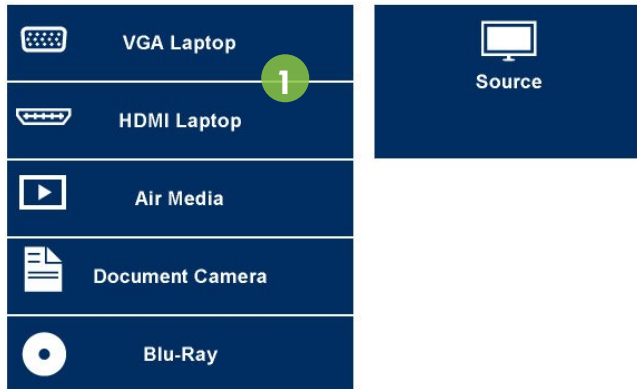 VGA Laptop
1
HDMI Laptop
Air Media
Document Camera
Blu-Ray
Source